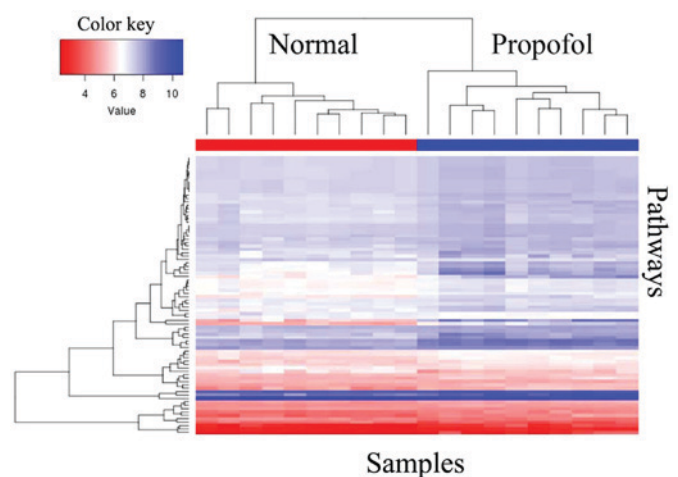 Color key
4 6 8 10
Value
Normal
Propofol
Pathways
Samples